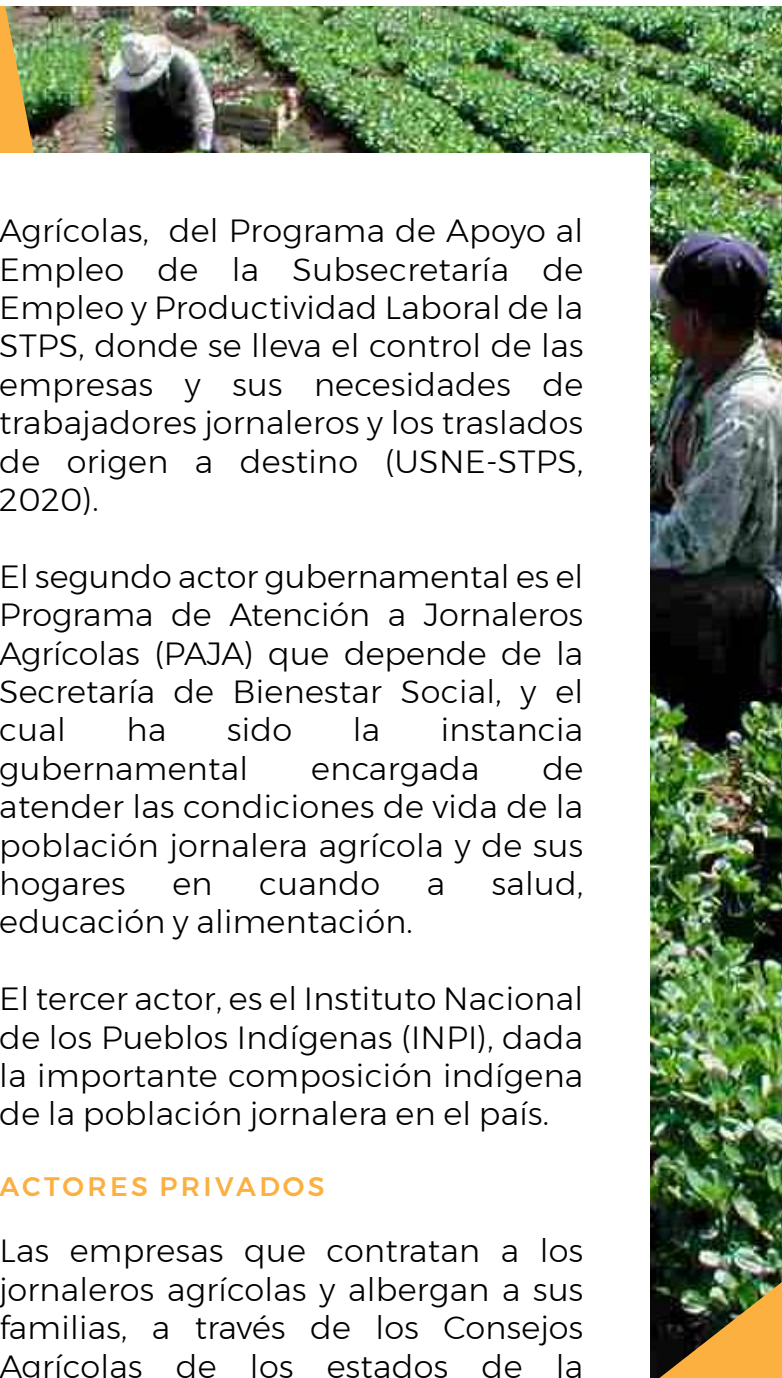 Agrícolas, del Programa de Apoyo al
Empleo de la Subsecretaría de
Empleo y Productividad Laboral de la
STPS, donde se lleva el control de las
empresas y sus necesidades de
trabajadores jornaleros y los traslados
de origen a destino (USNE-STPS,
2020).
El segundo actor gubernamental es el
Programa de Atención a Jornaleros
Agrícolas (PAJA) que depende de la
Secretaría de Bienestar Social, y el
cual ha sido la instancia
gubernamental encargada de
atender las condiciones de vida de la
población jornalera agrícola y de sus
hogares en cuando a salud,
educación y alimentación.
El tercer actor, es el Instituto Nacional
de los Pueblos Indígenas (INPI), dada
la importante composición indígena
de la población jornalera en el país.
ACTORES PRIVADOS
Las empresas que contratan a los
jornaleros agrícolas y albergan a sus
familias, a través de los Consejos
Agrícolas de los estados de la